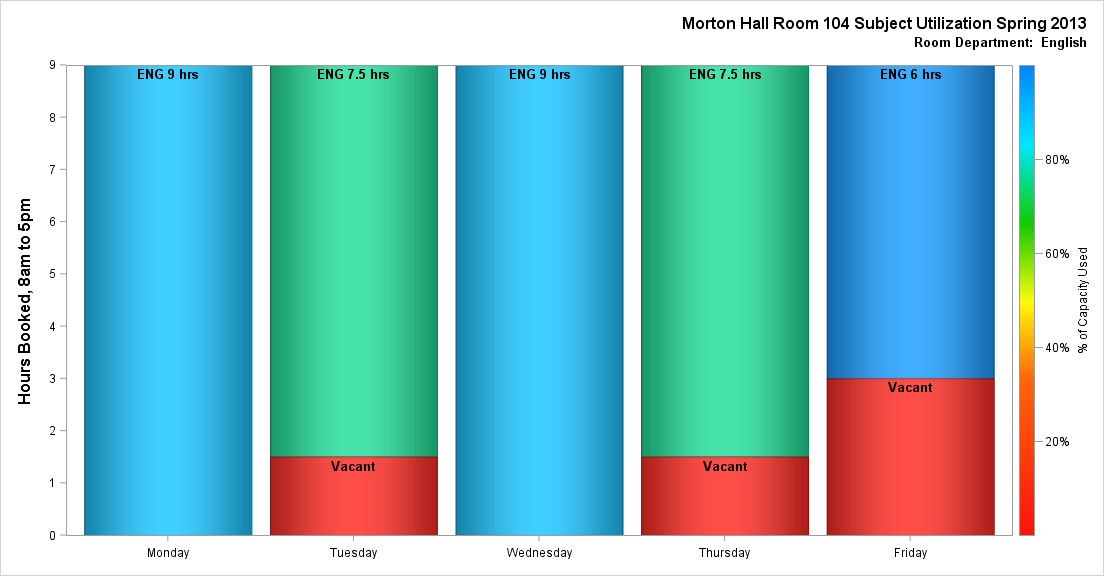 Morton Hall Room 104 Subject Utilization Spring 2013
Room Department:  English
Hours Booked, 8am to 5pm
9
8
7
6
5
4
3
2
1
0
ENG 9 hrs
ENG 7.5 hrs
ENG 9 hrs
ENG 7.5 hrs
ENG 6 hrs
Vacant
Vacant
Vacant
Monday
Tuesday
Wednesday
Thursday
Friday
80%
60%
40%
20%
% of Capacity Used